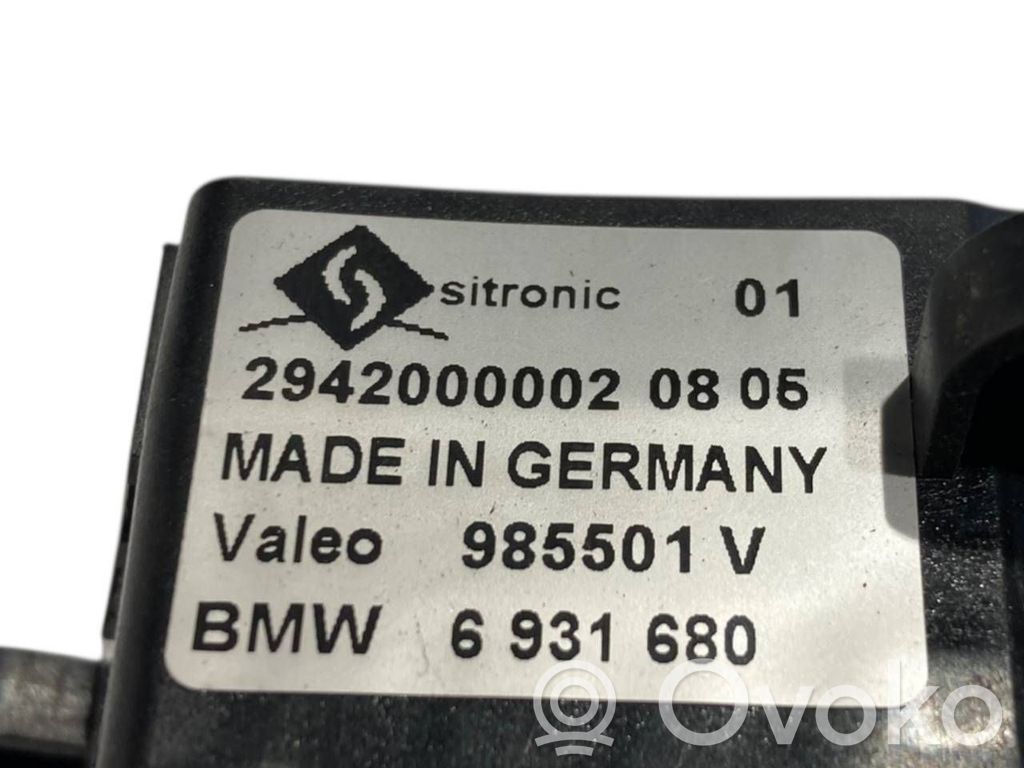 sitronic 01
2942000002 08 05
MADE IN GERMANY
Valeo 985501 V
BMW 6 931 680
Ovoko